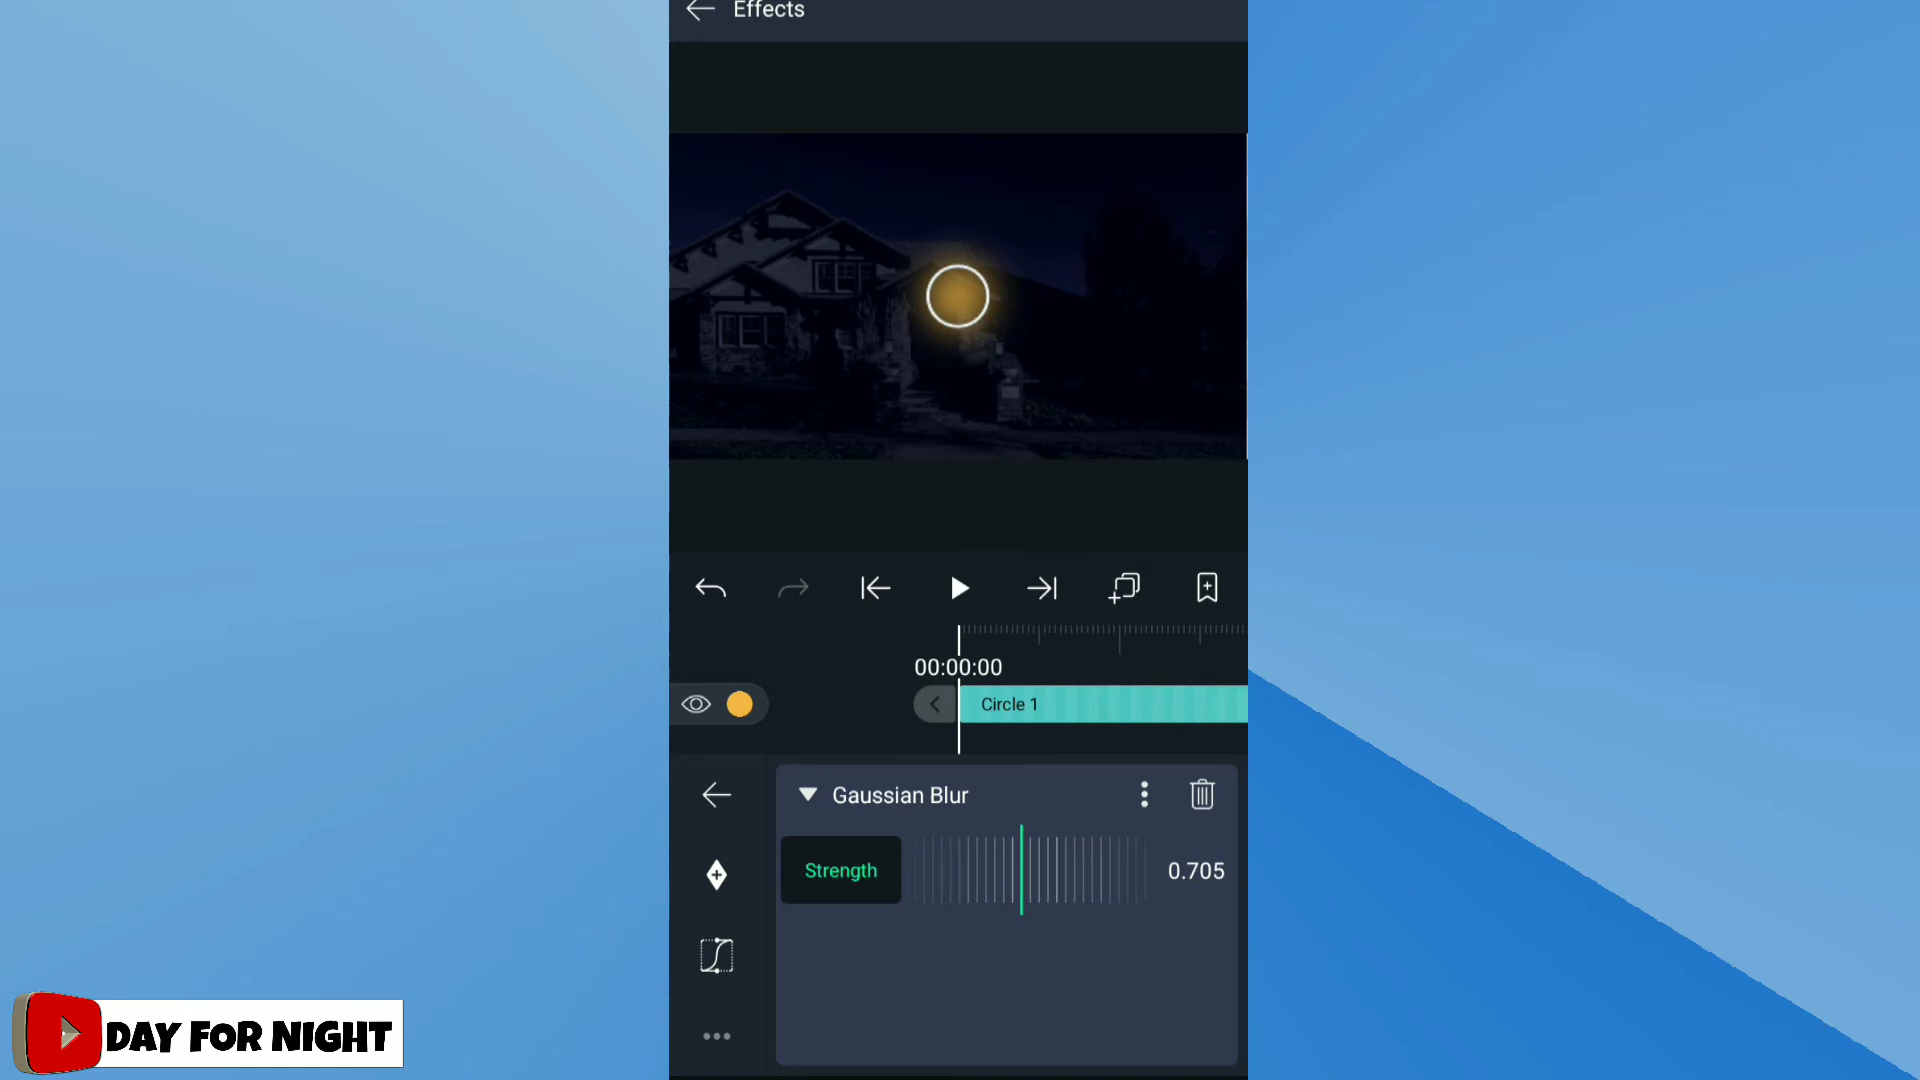 Effects
00:00:00
Circle 1
Gaussian Blur
Strength
0.705
DAY FOR NIGHT